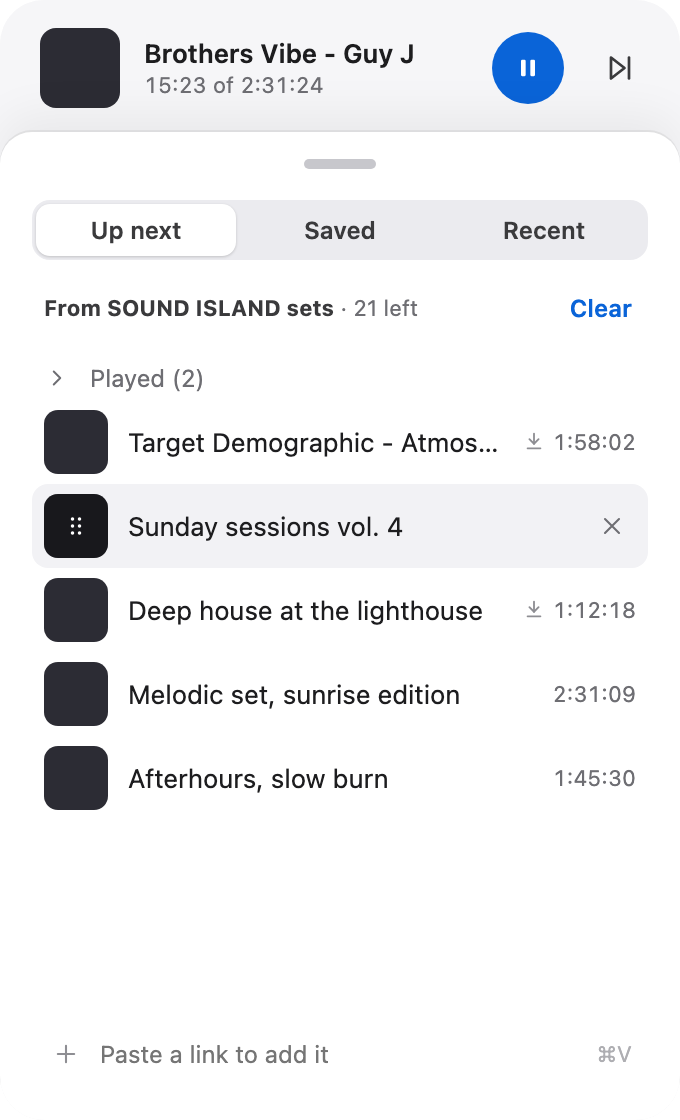 Brothers Vibe - Guy J
15:23 of 2:31:24
Up next Saved Recent
From SOUND ISLAND sets · 21 left Clear
Played (2)
Target Demographic - Atmos... 1:58:02
Sunday sessions vol. 4
Deep house at the lighthouse 1:12:18
Melodic set, sunrise edition 2:31:09
Afterhours, slow burn 1:45:30
Paste a link to add it ⌘V